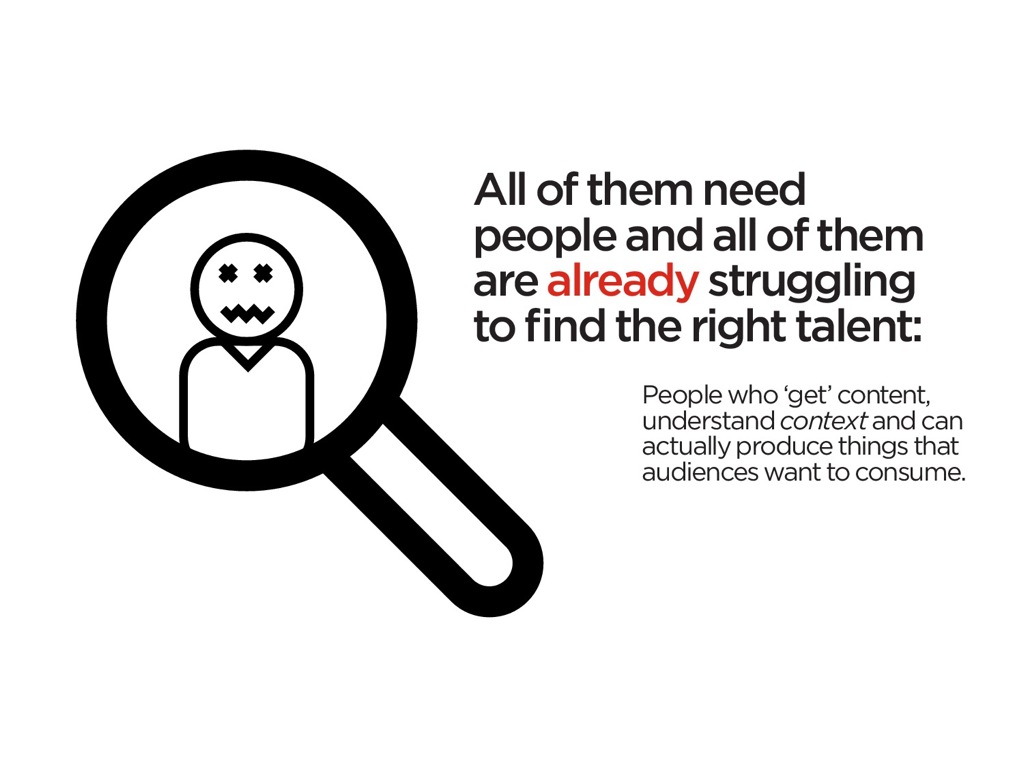 All of them need
people and all of them
are already struggling
to find the right talent:
People who ‘get’ content,
understand context and can
actually produce things that
audiences want to consume.